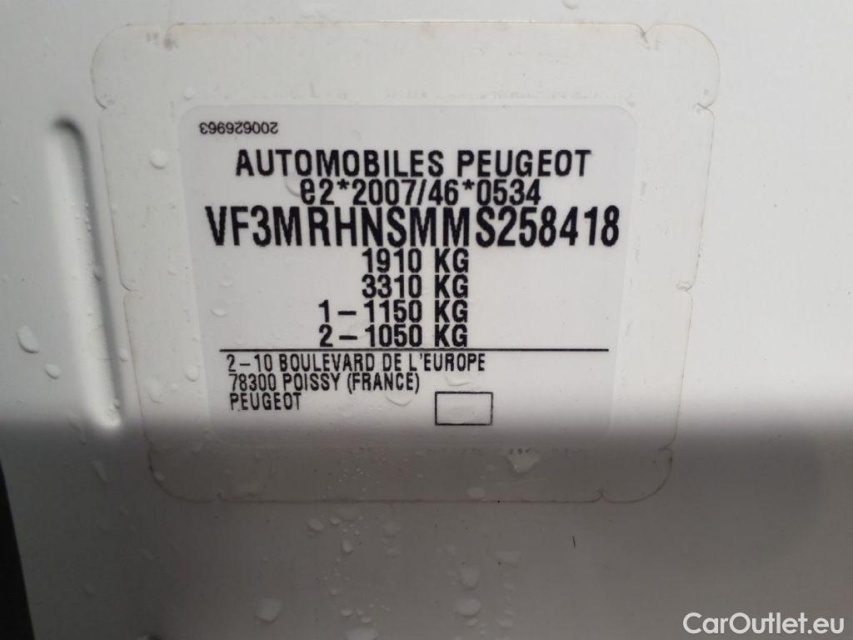 200626963
AUTOMOBILES PEUGEOT
e2*2007/46*0534
VF3MRHNSMMS258418
1910 KG
3310 KG
1-1150 KG
2-1050 KG
2-10 BOULEVARD DE L'EUROPE
78300 POISSY (FRANCE)
PEUGEOT
CarOutlet.eu